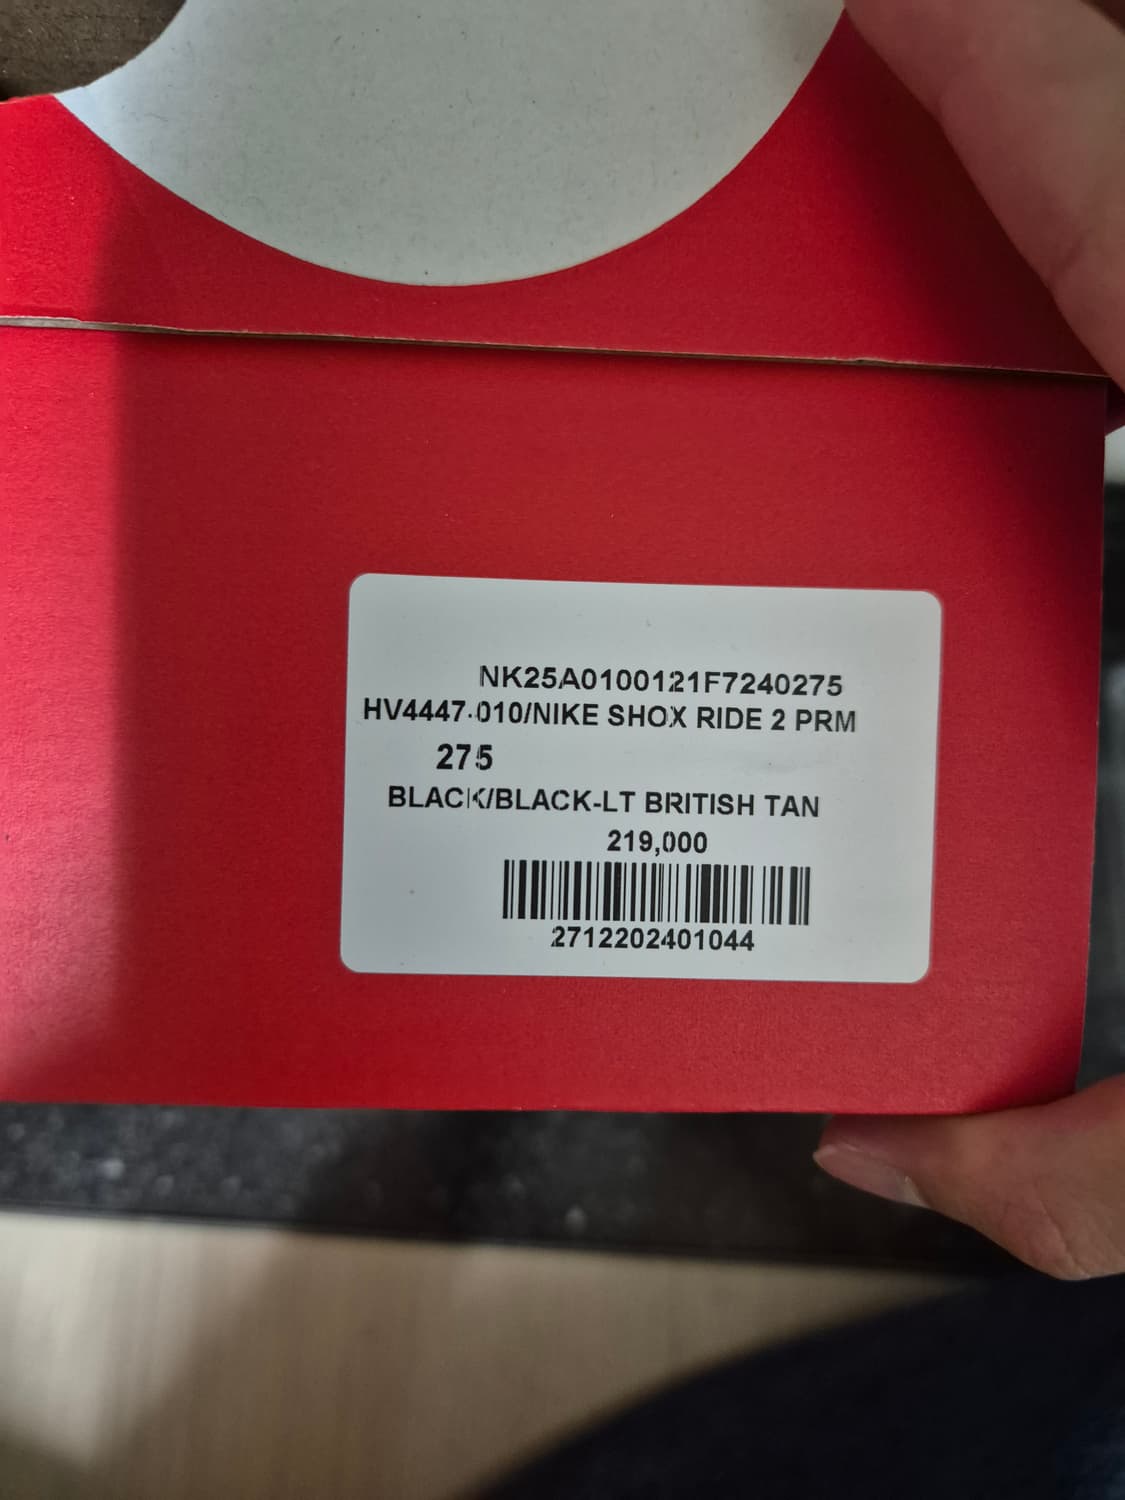 NK25A0100121F7240275
HV4447-010/NIKE SHOX RIDE 2 PRM
275
BLACK/BLACK-LT BRITISH TAN
219,000
2712202401044